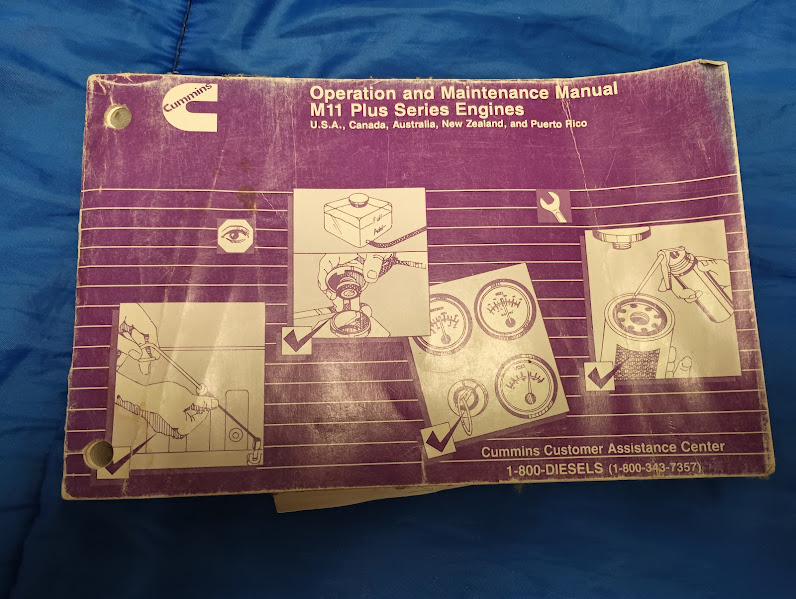 Cummins
Operation and Maintenance Manual
M11 Plus Series Engines
U.S.A., Canada, Australia, New Zealand, and Puerto Rico
Full
Cummins Customer Assistance Center
1-800-DIESELS (1-800-343-7357)